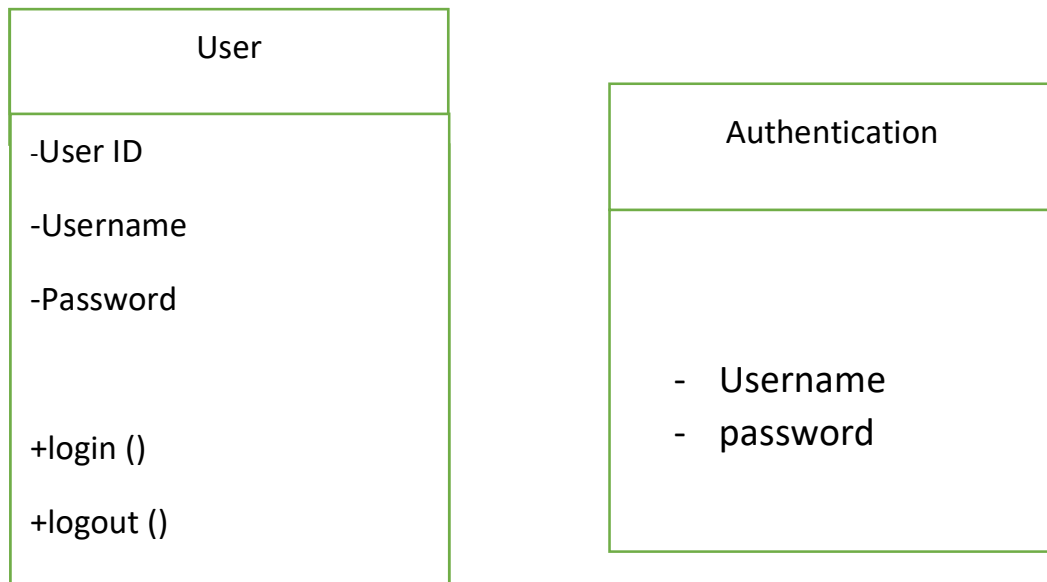 User
-User ID
-Username
-Password
+login ()
+logout ()
Authentication
- Username
- password